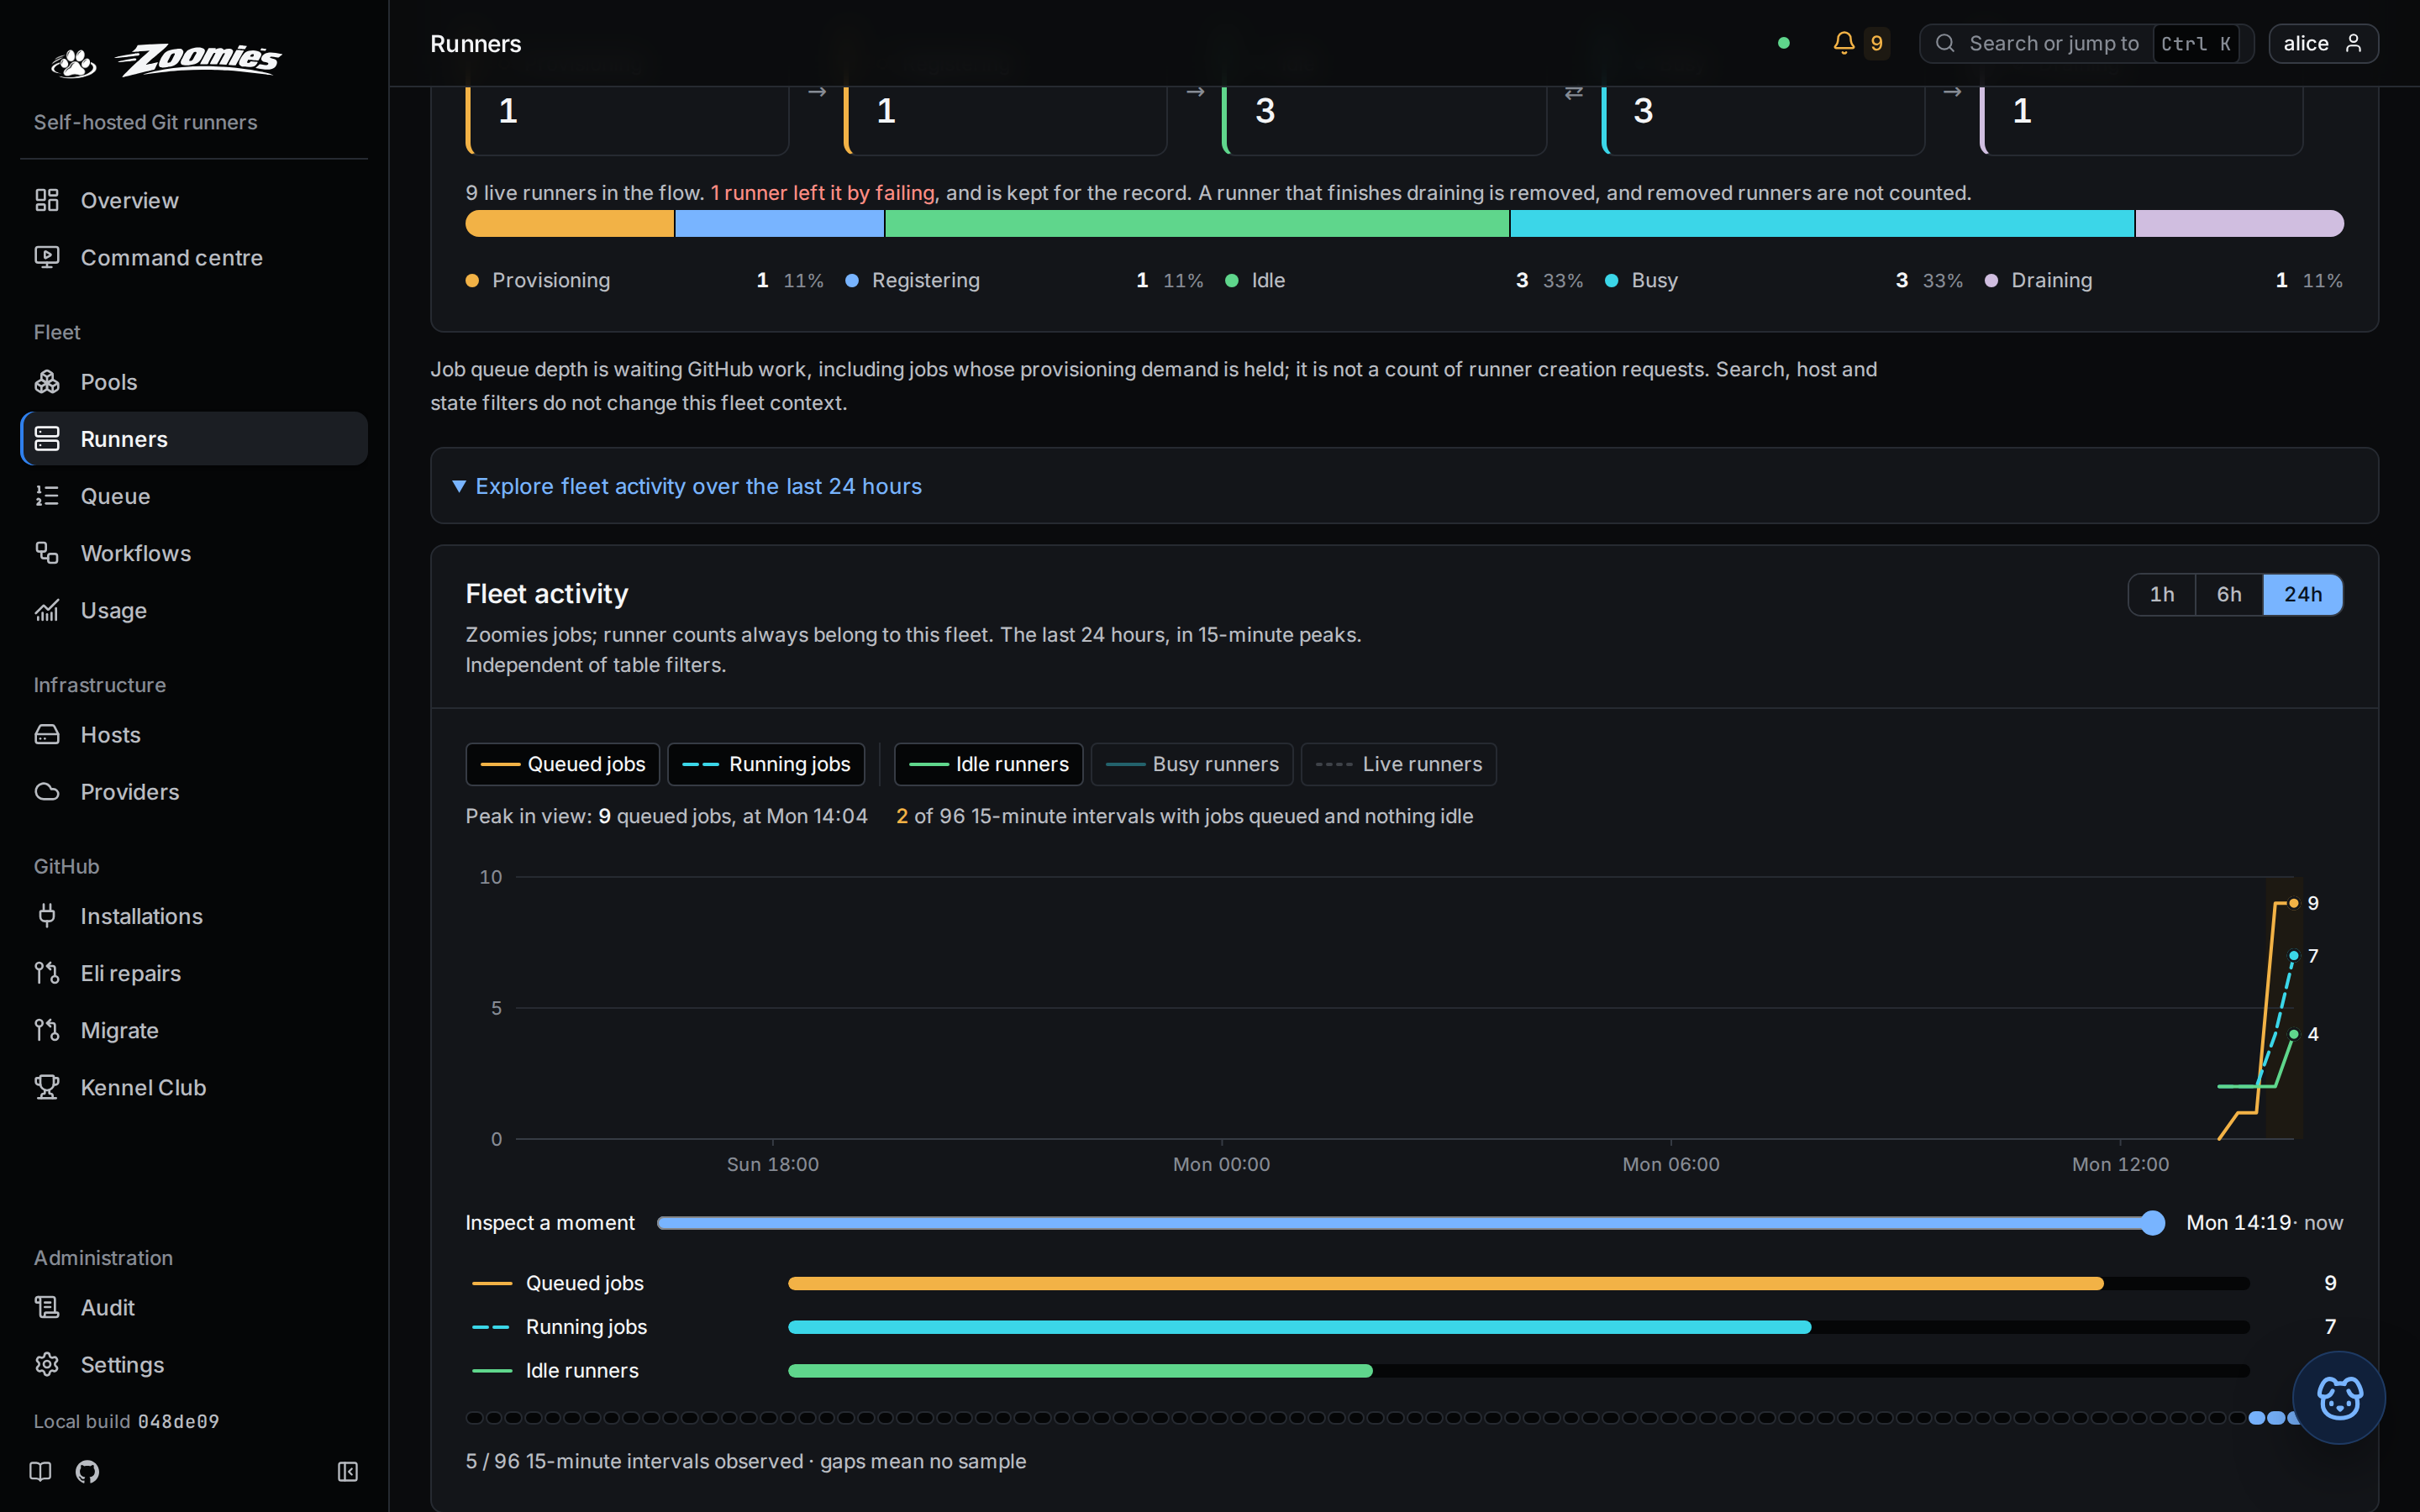 Zoomies
Self-hosted Git runners
Overview
Command centre
Fleet
Pools
Runners
Queue
Workflows
Usage
Infrastructure
Hosts
Providers
GitHub
Installations
Eli repairs
Migrate
Kennel Club
Administration
Audit
Settings
Local build 048de09
Runners
9
Search or jump to
Ctrl K
alice
1 → 1 → 3 ⇄ 3 → 1
9 live runners in the flow. 1 runner left it by failing, and is kept for the record. A runner that finishes draining is removed, and removed runners are not counted.
Provisioning 1 11% Registering 1 11% Idle 3 33% Busy 3 33% Draining 1 11%
Job queue depth is waiting GitHub work, including jobs whose provisioning demand is held; it is not a count of runner creation requests. Search, host and
state filters do not change this fleet context.
▼ Explore fleet activity over the last 24 hours
Fleet activity
1h 6h 24h
Zoomies jobs; runner counts always belong to this fleet. The last 24 hours, in 15-minute peaks.
Independent of table filters.
Queued jobs Running jobs Idle runners Busy runners Live runners
Peak in view: 9 queued jobs, at Mon 14:04 2 of 96 15-minute intervals with jobs queued and nothing idle
10
9
7
5
4
0
Sun 18:00 Mon 00:00 Mon 06:00 Mon 12:00
Inspect a moment Mon 14:19 · now
Queued jobs 9
Running jobs 7
Idle runners
5 / 96 15-minute intervals observed · gaps mean no sample